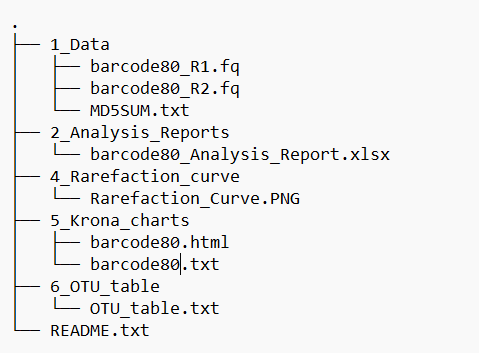 .
├── 1_Data
│   ├── barcode80_R1.fq
│   ├── barcode80_R2.fq
│   └── MD5SUM.txt
├── 2_Analysis_Reports
│   └── barcode80_Analysis_Report.xlsx
├── 4_Rarefaction_curve
│   └── Rarefaction_Curve.PNG
├── 5_Krona_charts
│   ├── barcode80.html
│   └── barcode80.txt
├── 6_OTU_table
│   └── OTU_table.txt
└── README.txt